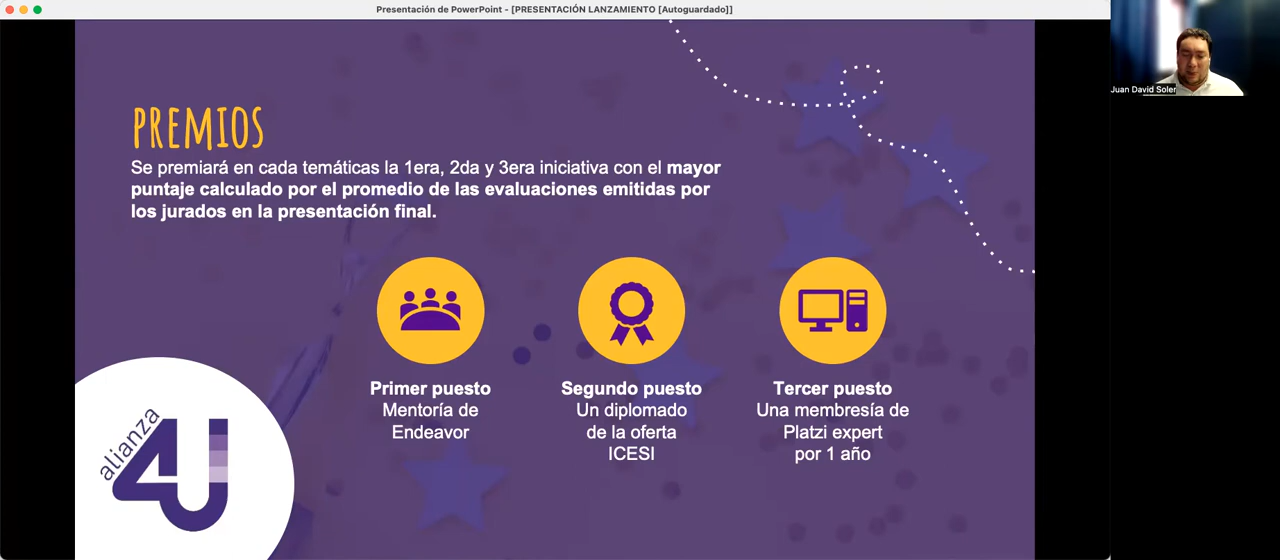 Presentación de PowerPoint - [PRESENTACIÓN LANZAMIENTO [Autoguardado]]
Juan David Soler
PREMIOS
Se premiará en cada temáticas la 1era, 2da y 3era iniciativa con el mayor
puntaje calculado por el promedio de las evaluaciones emitidas por
los jurados en la presentación final.
Primer puesto
Mentoría de
Endeavor
Segundo puesto
Un diplomado
de la oferta
ICESI
Tercer puesto
Una membresía de
Platzi expert
por 1 año
alianza
4U